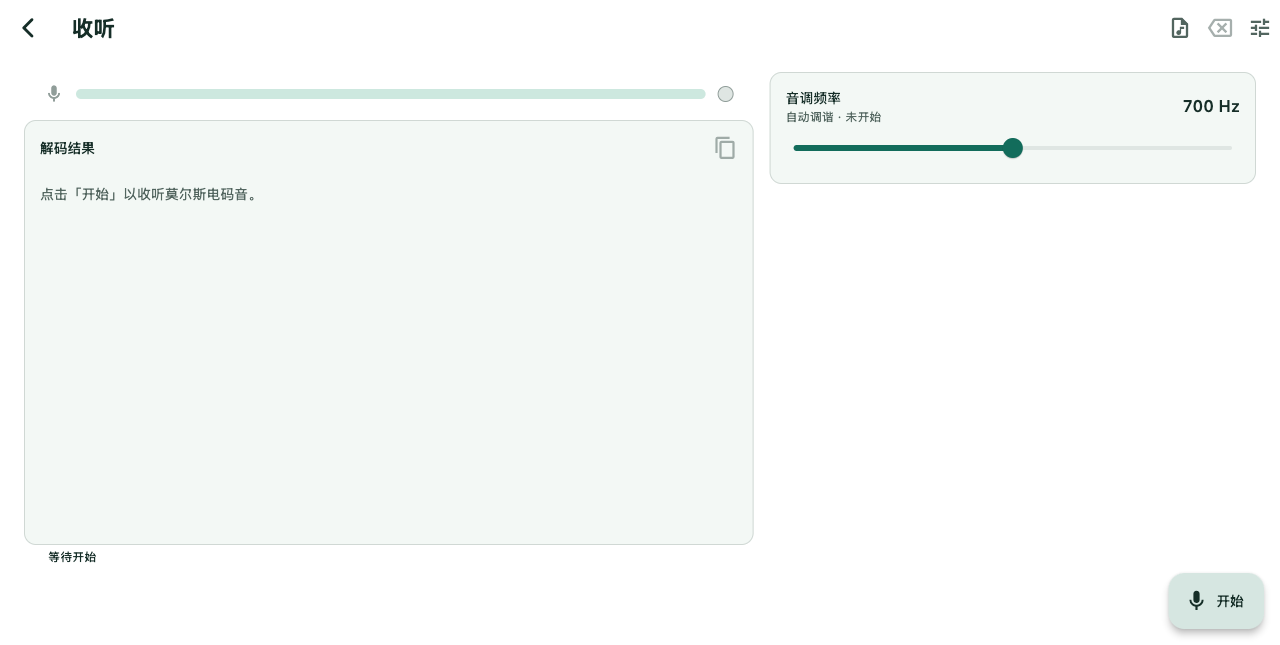 收听
解码结果
点击「开始」以收听莫尔斯电码音。
等待开始
音调频率
自动调谐 · 未开始
700 Hz
开始